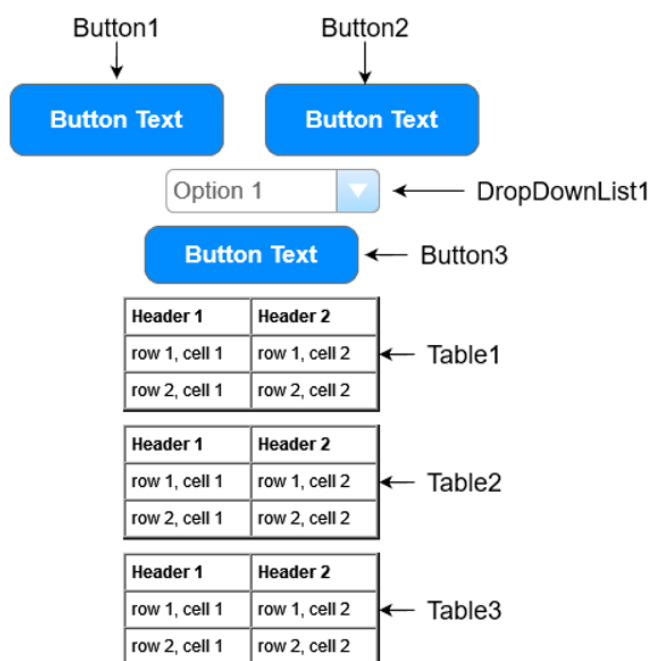 Button1 Button2
Button Text Button Text
Option 1 DropDownList1
Button Text Button3
Header 1 Header 2
row 1, cell 1 row 1, cell 2 Table1
row 2, cell 1 row 2, cell 2
Header 1 Header 2
row 1, cell 1 row 1, cell 2 Table2
row 2, cell 1 row 2, cell 2
Header 1 Header 2
row 1, cell 1 row 1, cell 2 Table3
row 2, cell 1 row 2, cell 2